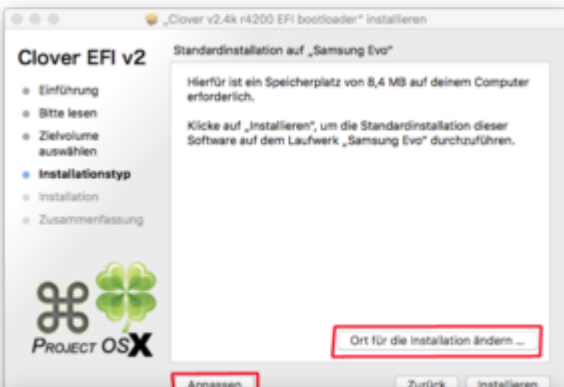 „Clover v2.4k r4200 EFI bootloader“ installieren
Clover EFI v2
Standardinstallation auf „Samsung Evo“
Einführung
Bitte lesen
Zielvolume
auswählen
Installationstyp
Installation
Zusammenfassung
Hierfür ist ein Speicherplatz von 8,4 MB auf deinem Computer
erforderlich.
Klicke auf „Installieren“, um die Standardinstallation dieser
Software auf dem Laufwerk „Samsung Evo“ durchzuführen.
PROJECT OSX
Ort für die Installation ändern ...
Anpassen
Zurück
Installieren